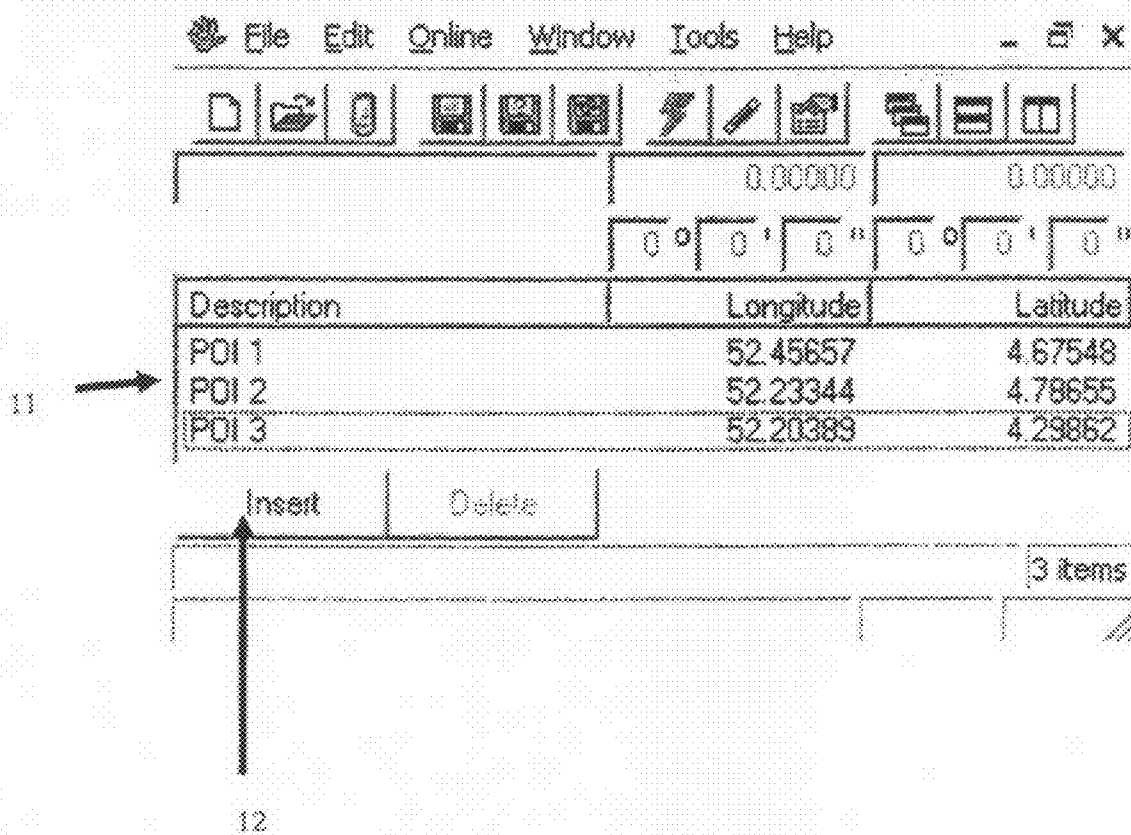 File Edit Online Window Tools Help
0.00000 0.00000
0 ° 0 ' 0 " 0 ° 0 ' 0 "
Description Longitude Latitude
POI 1 52.45657 4.67548
POI 2 52.23344 4.78655
11
POI 3 52.20389 4.29862
Insert Delete
3 items
12